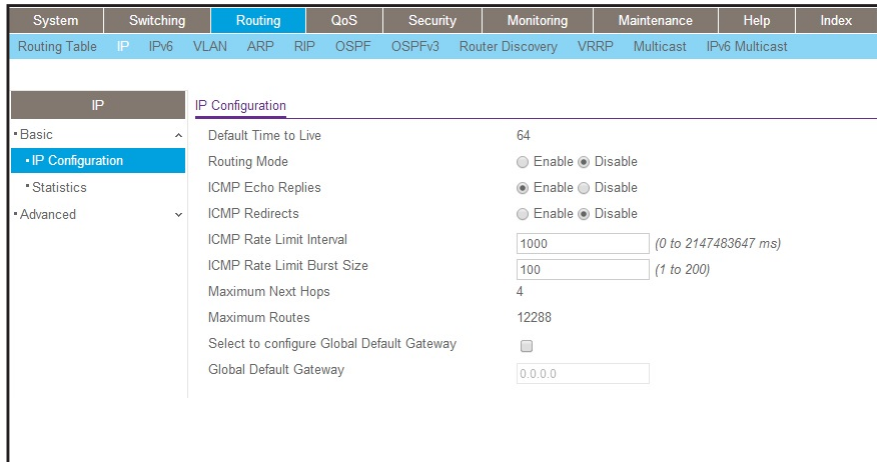 System Switching Routing QoS Security Monitoring Maintenance Help Index
Routing Table IP IPv6 VLAN ARP RIP OSPF OSPFv3 Router Discovery VRRP Multicast IPv6 Multicast
IP
Basic
IP Configuration
Statistics
Advanced
IP Configuration
Default Time to Live 64
Routing Mode Enable Disable
ICMP Echo Replies Enable Disable
ICMP Redirects Enable Disable
ICMP Rate Limit Interval 1000 (0 to 2147483647 ms)
ICMP Rate Limit Burst Size 100 (1 to 200)
Maximum Next Hops 4
Maximum Routes 12288
Select to configure Global Default Gateway
Global Default Gateway 0.0.0.0